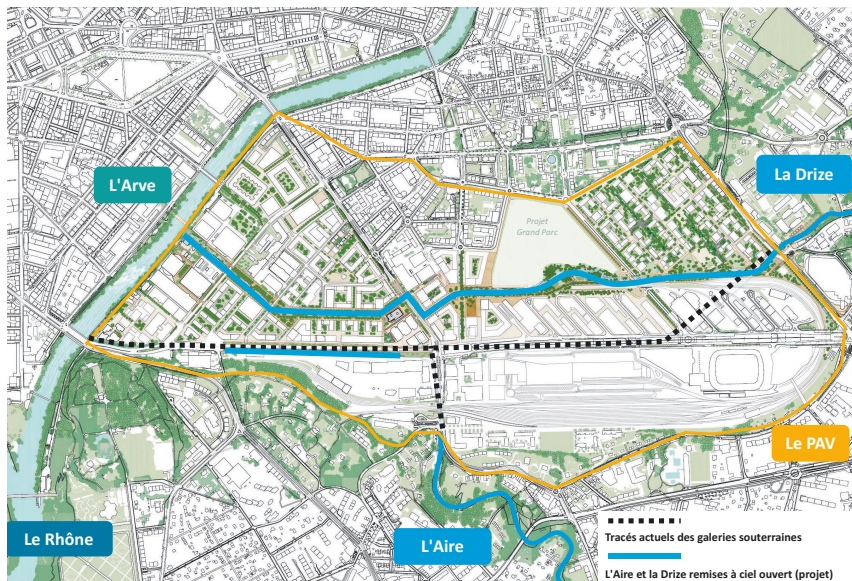 L'Arve
La Drize
Projet
Grand Parc
Le PAV
Le Rhône
L'Aire
Tracés actuels des galeries souterraines
L'Aire et la Drize remises à ciel ouvert (projet)